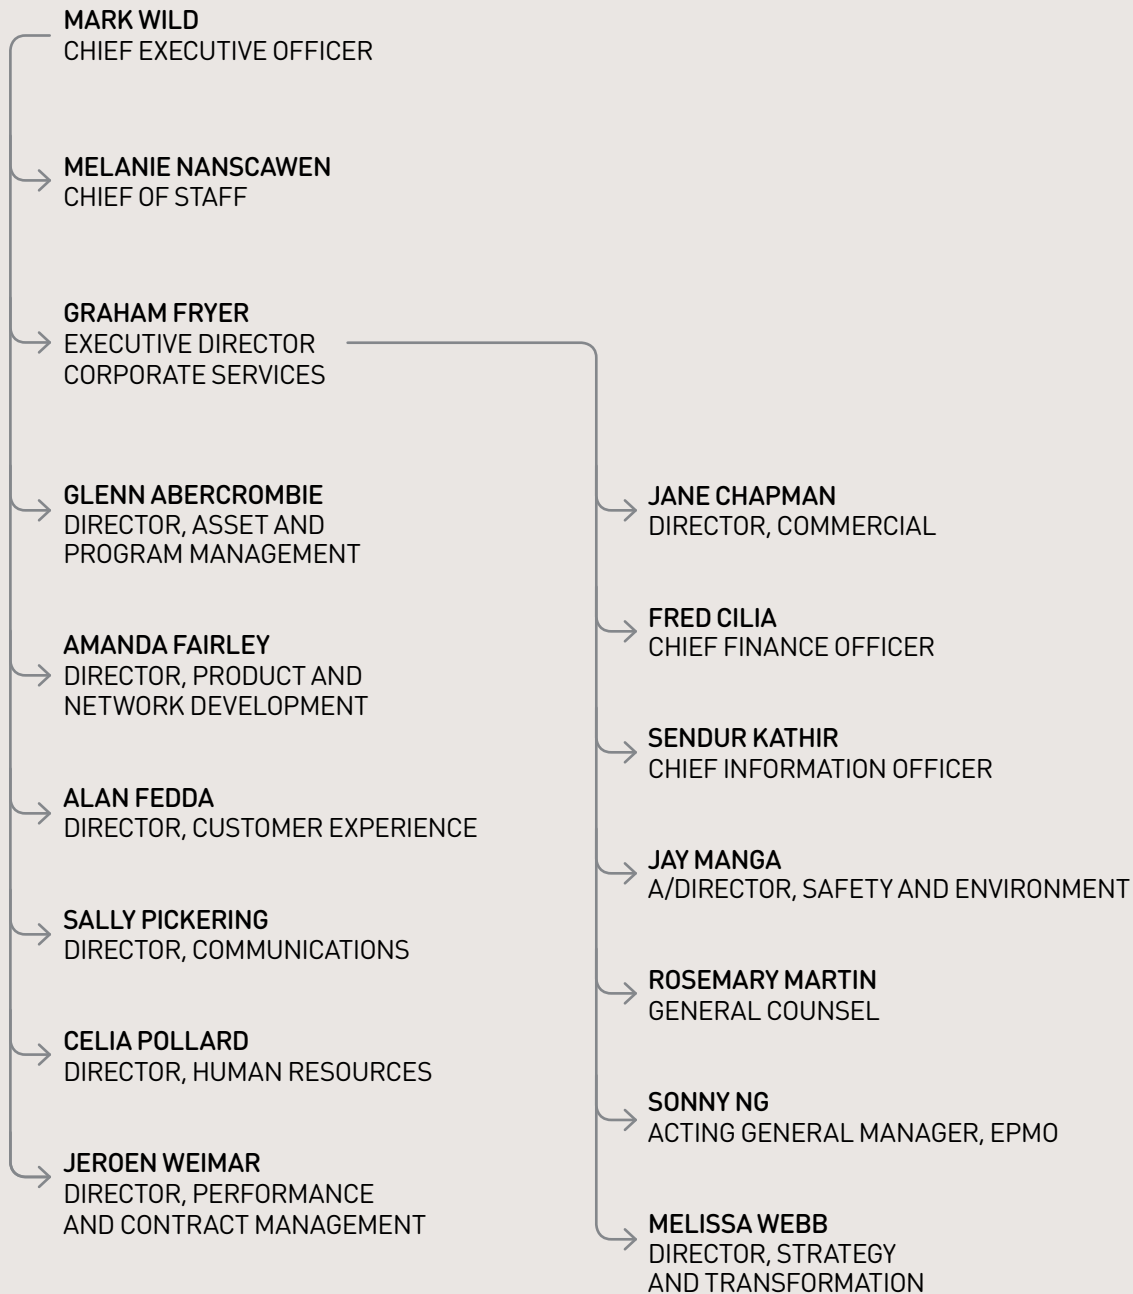 MARK WILD
CHIEF EXECUTIVE OFFICER
MELANIE NANSCAWEN
CHIEF OF STAFF
GRAHAM FRYER
EXECUTIVE DIRECTOR
CORPORATE SERVICES
GLENN ABERCROMBIE
DIRECTOR, ASSET AND
PROGRAM MANAGEMENT
AMANDA FAIRLEY
DIRECTOR, PRODUCT AND
NETWORK DEVELOPMENT
ALAN FEDDA
DIRECTOR, CUSTOMER EXPERIENCE
SALLY PICKERING
DIRECTOR, COMMUNICATIONS
CELIA POLLARD
DIRECTOR, HUMAN RESOURCES
JEROEN WEIMAR
DIRECTOR, PERFORMANCE
AND CONTRACT MANAGEMENT
JANE CHAPMAN
DIRECTOR, COMMERCIAL
FRED CILIA
CHIEF FINANCE OFFICER
SENDUR KATHIR
CHIEF INFORMATION OFFICER
JAY MANGA
A/DIRECTOR, SAFETY AND ENVIRONMENT
ROSEMARY MARTIN
GENERAL COUNSEL
SONNY NG
ACTING GENERAL MANAGER, EPMO
MELISSA WEBB
DIRECTOR, STRATEGY
AND TRANSFORMATION